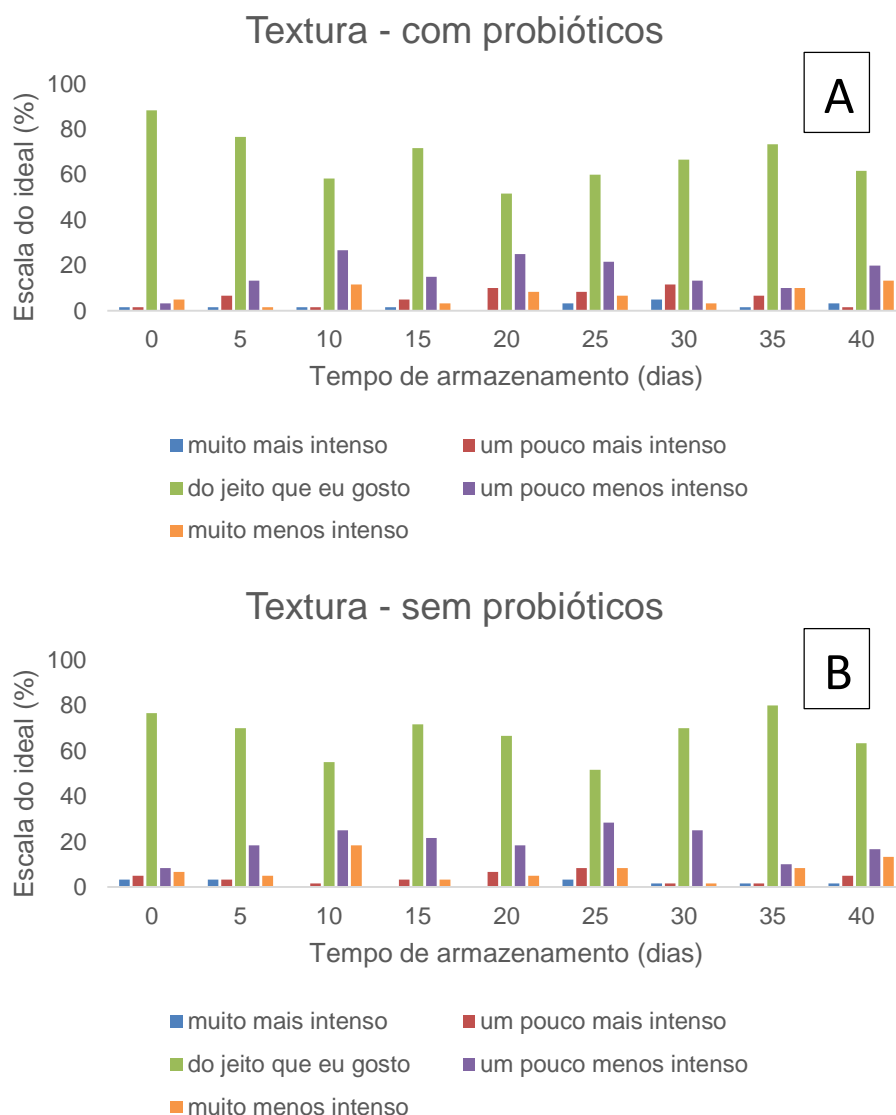 Textura - com probióticos
A
Escala do ideal (%)
100
80
60
40
20
0
0 5 10 15 20 25 30 35 40
Tempo de armazenamento (dias)
muito mais intenso um pouco mais intenso
do jeito que eu gosto um pouco menos intenso
muito menos intenso
Textura - sem probióticos
B
Escala do ideal (%)
100
80
60
40
20
0
0 5 10 15 20 25 30 35 40
Tempo de armazenamento (dias)
muito mais intenso um pouco mais intenso
do jeito que eu gosto um pouco menos intenso
muito menos intenso